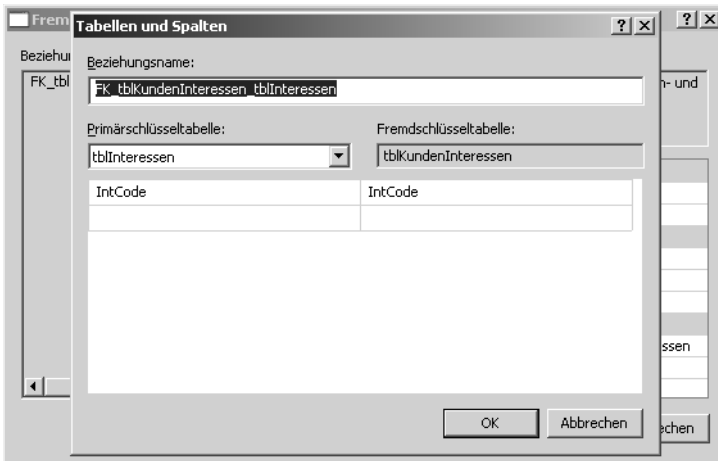 Frem
Tabellen und Spalten
Beziehu
Beziehungsname:
FK_tbl
FK_tblKundenInteressen_tblInteressen
n- und
Primärschlüsseltabelle:
Fremdschlüsseltabelle:
tblInteressen
tblKundenInteressen
IntCode
IntCode
ssen
OK
Abbrechen
echen